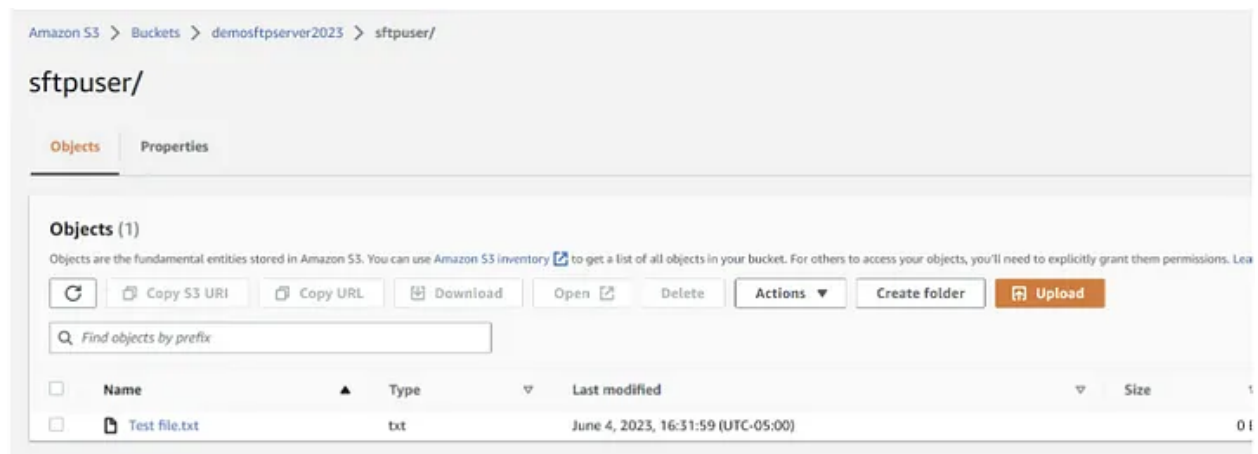 Amazon S3 > Buckets > demosftpserver2023 > sftpuser/
sftpuser/
Objects Properties
Objects (1)
Objects are the fundamental entities stored in Amazon S3. You can use Amazon S3 inventory to get a list of all objects in your bucket. For others to access your objects, you'll need to explicitly grant them permissions.
Copy S3 URI Copy URL Download Open Delete Actions Create folder Upload
Find objects by prefix
Name Type Last modified Size
Test file.txt txt June 4, 2023, 16:31:59 (UTC-05:00) 0